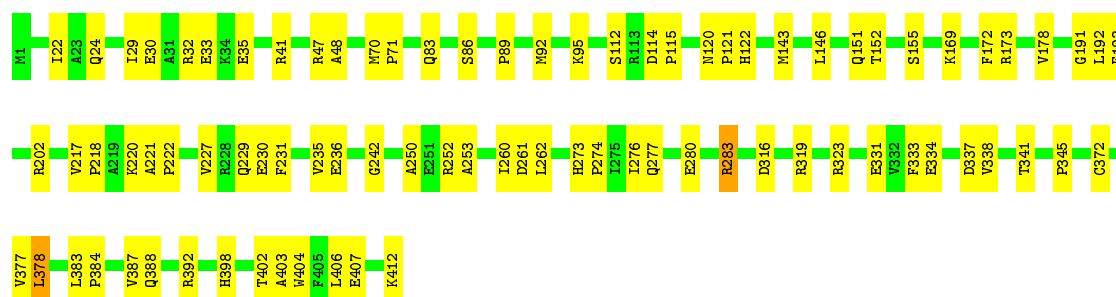 M1 I22 A23 Q24 I29 E30 A31 R32 E33 K34 E35 R41 R47 A48 M70 P71 Q83 S86 P89 M92 K95 S112 R113 D114 P115 N120 P121 H122 M143 L146 Q151 T152 S155 K169 F172 R173 V178 G191 L192
R202 V217 P218 A219 K220 A221 P222 V227 R228 Q229 E230 F231 V235 E236 G242 A250 E251 R252 A253 I260 D261 L262 H273 P274 I275 I276 Q277 E280 R283 D316 R319 R323 E331 V332 F333 E334 D337 V338 T341 P345 C372
V377 L378 L383 P384 V387 Q388 R392 H398 T402 A403 W404 F405 L406 E407 K412